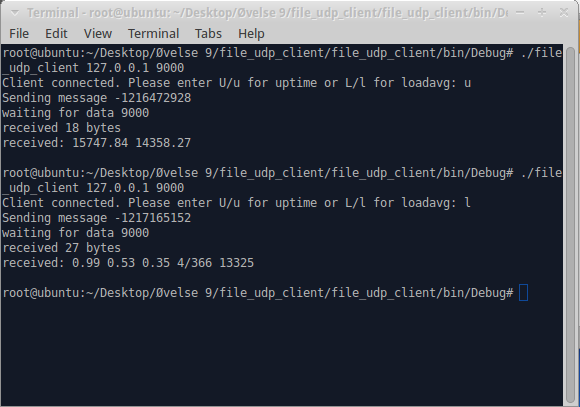 Terminal - root@ubuntu: ~/Desktop/Øvelse 9/file_udp_client/file_udp_client/bin/De
File Edit View Terminal Tabs Help
root@ubuntu:~/Desktop/Øvelse 9/file_udp_client/file_udp_client/bin/Debug# ./file
_udp_client 127.0.0.1 9000
Client connected. Please enter U/u for uptime or L/l for loadavg: u
Sending message -1216472928
waiting for data 9000
received 18 bytes
received: 15747.84 14358.27
root@ubuntu:~/Desktop/Øvelse 9/file_udp_client/file_udp_client/bin/Debug# ./file
_udp_client 127.0.0.1 9000
Client connected. Please enter U/u for uptime or L/l for loadavg: l
Sending message -1217165152
waiting for data 9000
received 27 bytes
received: 0.99 0.53 0.35 4/366 13325
root@ubuntu:~/Desktop/Øvelse 9/file_udp_client/file_udp_client/bin/Debug#